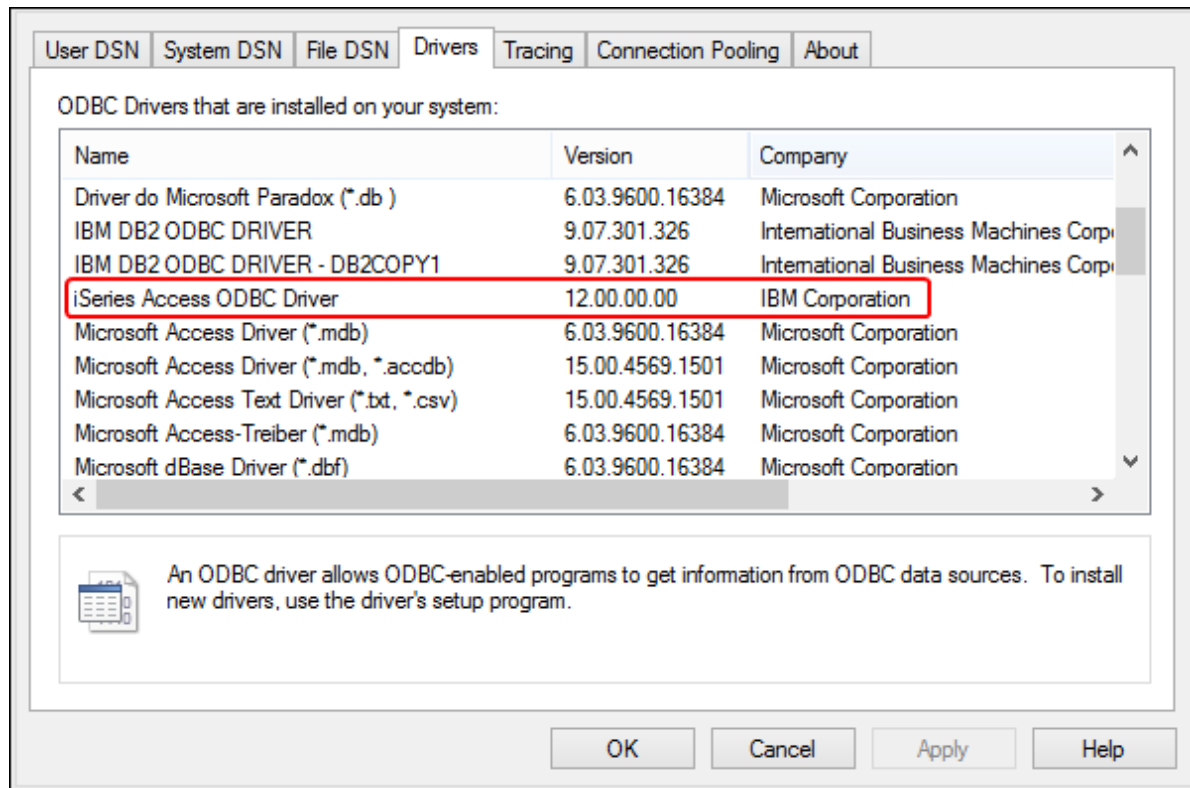 User DSN System DSN File DSN Drivers Tracing Connection Pooling About
ODBC Drivers that are installed on your system:
Name Version Company
Driver do Microsoft Paradox (*.db ) 6.03.9600.16384 Microsoft Corporation
IBM DB2 ODBC DRIVER 9.07.301.326 International Business Machines Corp
IBM DB2 ODBC DRIVER - DB2COPY1 9.07.301.326 International Business Machines Corp
iSeries Access ODBC Driver 12.00.00.00 IBM Corporation
Microsoft Access Driver (*.mdb) 6.03.9600.16384 Microsoft Corporation
Microsoft Access Driver (*.mdb, *.accdb) 15.00.4569.1501 Microsoft Corporation
Microsoft Access Text Driver (*.txt, *.csv) 15.00.4569.1501 Microsoft Corporation
Microsoft Access-Treiber (*.mdb) 6.03.9600.16384 Microsoft Corporation
Microsoft dBase Driver (*.dbf) 6.03.9600.16384 Microsoft Corporation
An ODBC driver allows ODBC-enabled programs to get information from ODBC data sources. To install
new drivers, use the driver's setup program.
OK Cancel Apply Help